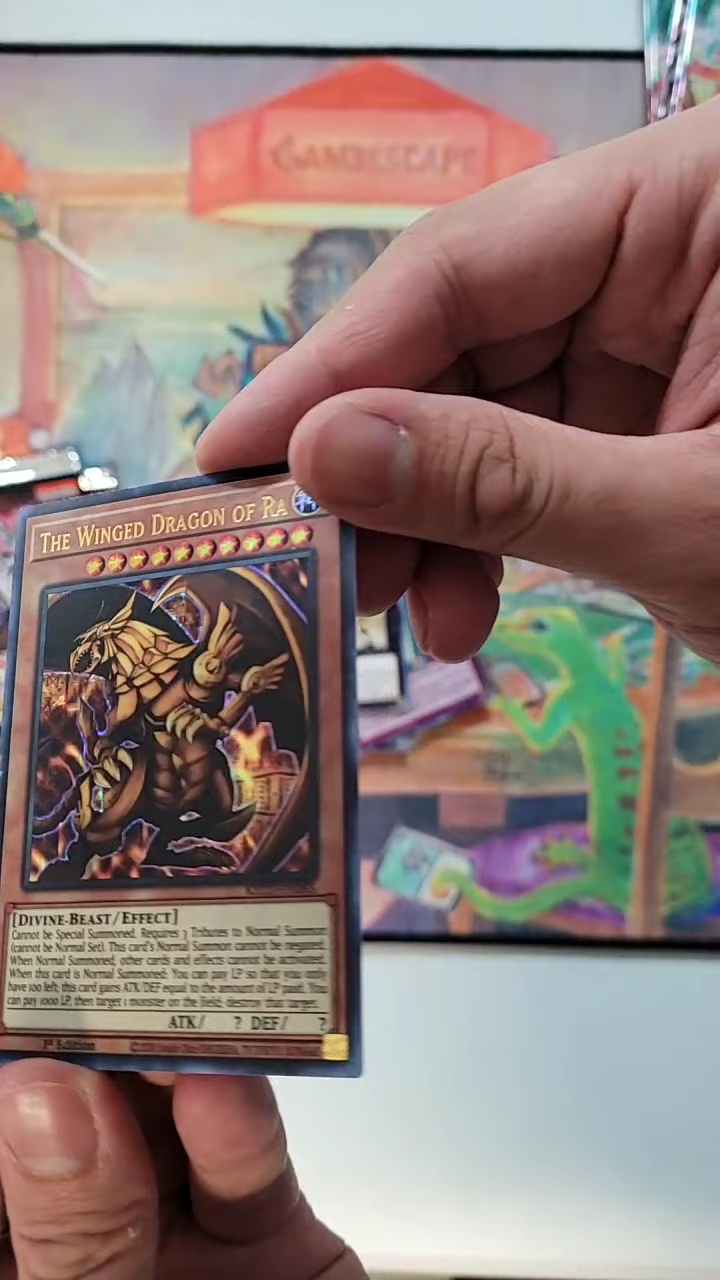 GAMESCAPE
THE WINGED DRAGON OF RA
[DIVINE-BEAST/EFFECT]
Cannot be Special Summoned. Requires 3 Tributes to Normal Summon
(cannot be Normal Set). This card's Normal Summon cannot be negated.
When Normal Summoned, other cards and effects cannot be activated.
When this card is Normal Summoned: You can pay LP so that you only
have 100 left; this card gains ATK/DEF equal to the amount of LP paid. You
can pay 1000 LP, then target 1 monster on the field; destroy that target.
ATK/ ? DEF/ ?
1st Edition